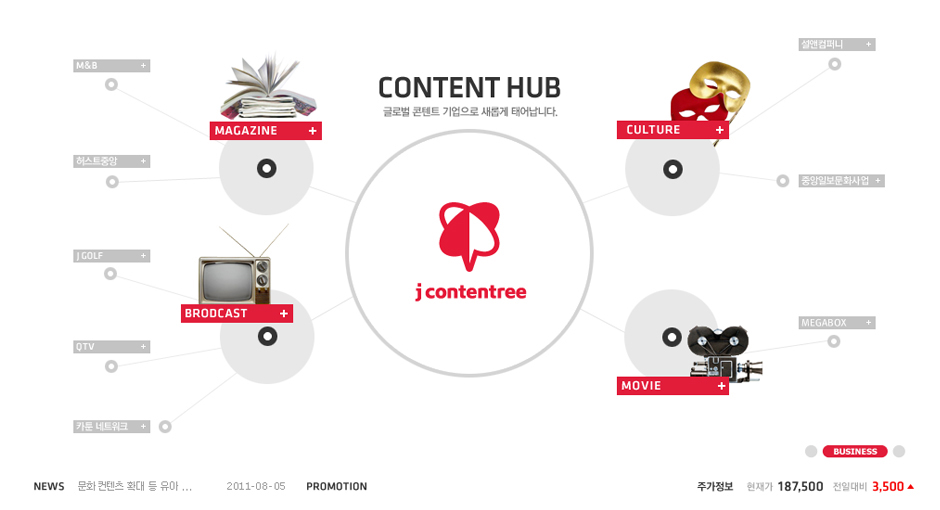 CONTENT HUB
글로벌 콘텐트 기업으로 새롭게 태어납니다.
M&B +
MAGAZINE +
허스트중앙 +
J GOLF +
BRODCAST +
QTV +
카툰 네트워크 +
j contentree
설앤컴퍼니 +
CULTURE +
중앙일보문화사업 +
MEGABOX +
MOVIE +
BUSINESS
NEWS 문화 컨텐츠 확대 등 유아 ... 2011-08-05 PROMOTION
주가정보 현재가 187,500 전일대비 3,500 ▲